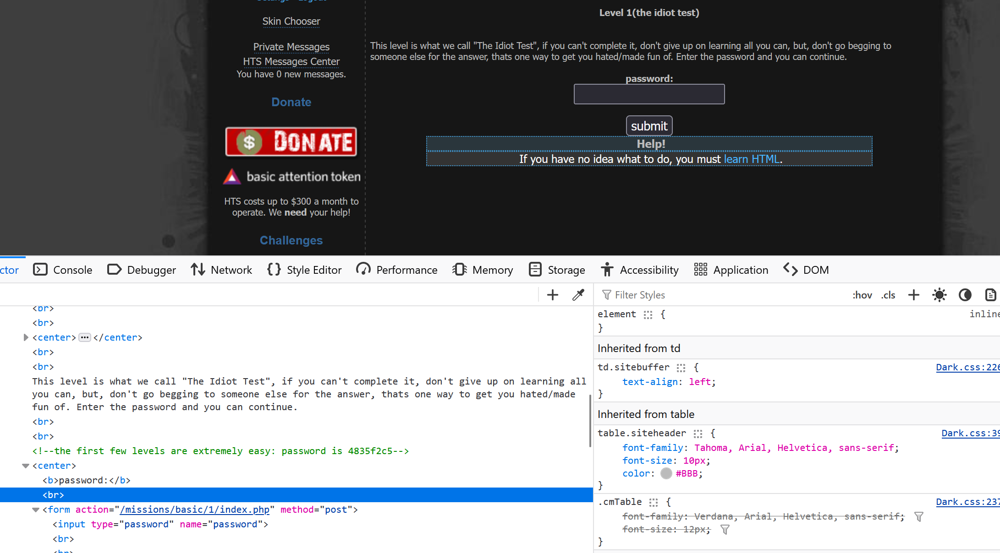 Settings - Logout
Skin Chooser
Private Messages
HTS Messages Center
You have 0 new messages.
Donate
$ DONATE
basic attention token
HTS costs up to $300 a month to
operate. We need your help!
Challenges
Level 1(the idiot test)
This level is what we call "The Idiot Test", if you can't complete it, don't give up on learning all you can, but, don't go begging to
someone else for the answer, thats one way to get you hated/made fun of. Enter the password and you can continue.
password:
submit
Help!
If you have no idea what to do, you must learn HTML.
ctor Console Debugger Network {} Style Editor Performance Memory Storage Accessibility Application DOM
+
<br>
<br>
<center>•••</center>
<br>
<br>
This level is what we call "The Idiot Test", if you can't complete it, don't give up on learning all
you can, but, don't go begging to someone else for the answer, thats one way to get you hated/made
fun of. Enter the password and you can continue.
<br>
<br>
<!--the first few levels are extremely easy: password is 4835f2c5-->
<center>
<b>password:</b>
<br>
<form action="/missions/basic/1/index.php" method="post">
<input type="password" name="password">
<br>
<br>
Filter Styles :hov .cls +
element { inline
}
Inherited from td
td.sitebuffer { Dark.css:226
text-align: left;
}
Inherited from table
table.siteheader { Dark.css:39
font-family: Tahoma, Arial, Helvetica, sans-serif;
font-size: 10px;
color: #BBB;
}
.cmTable { Dark.css:237
font-family: Verdana, Arial, Helvetica, sans-serif;
font-size: 12px;
}